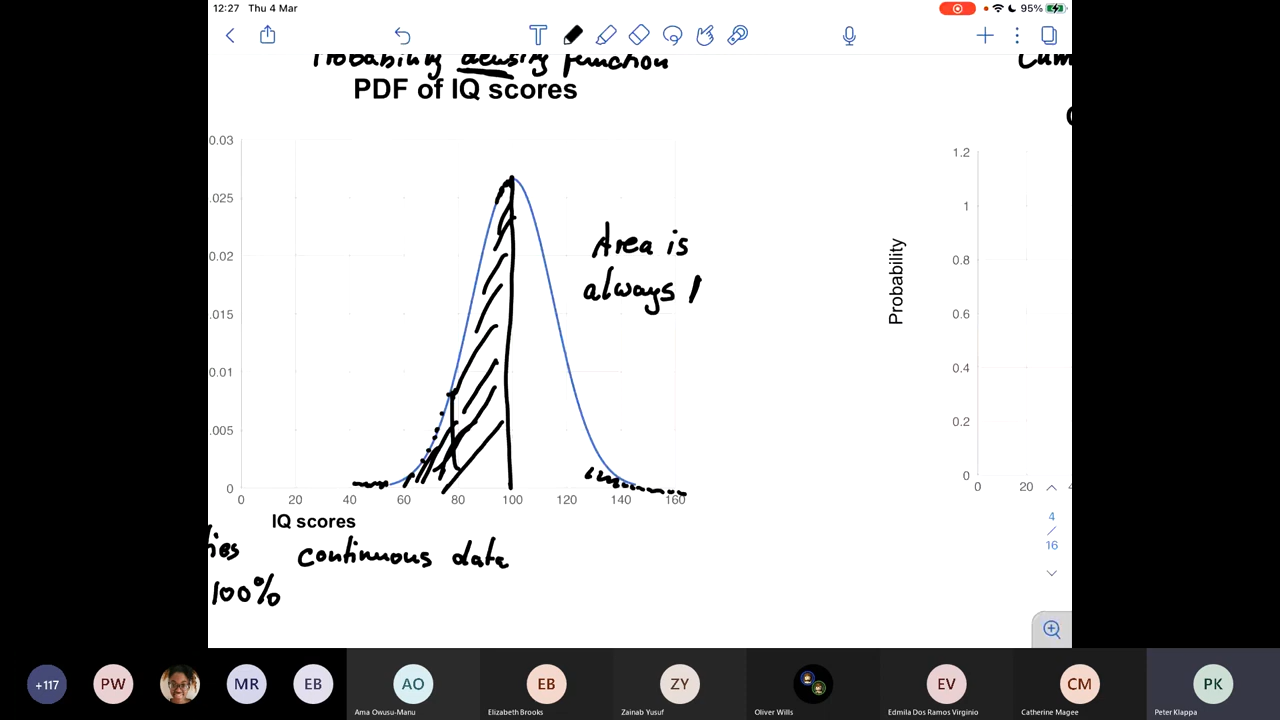 12:27 Thu 4 Mar
95%
Probability density function
PDF of IQ scores
0.03
.025
0.02
.015
0.01
.005
0
0 20 40 60 80 100 120 140 160
IQ scores
Area is
always 1
continuous data
100%
Probability
1.2
1
0.8
0.6
0.4
0.2
0
0 20
4
/
16
+117 PW MR EB AO EB ZY EV CM PK
Ama Owusu-Manu Elizabeth Brooks Zainab Yusuf Oliver Wills Edmila Dos Ramos Virginio Catherine Magee Peter Klappa